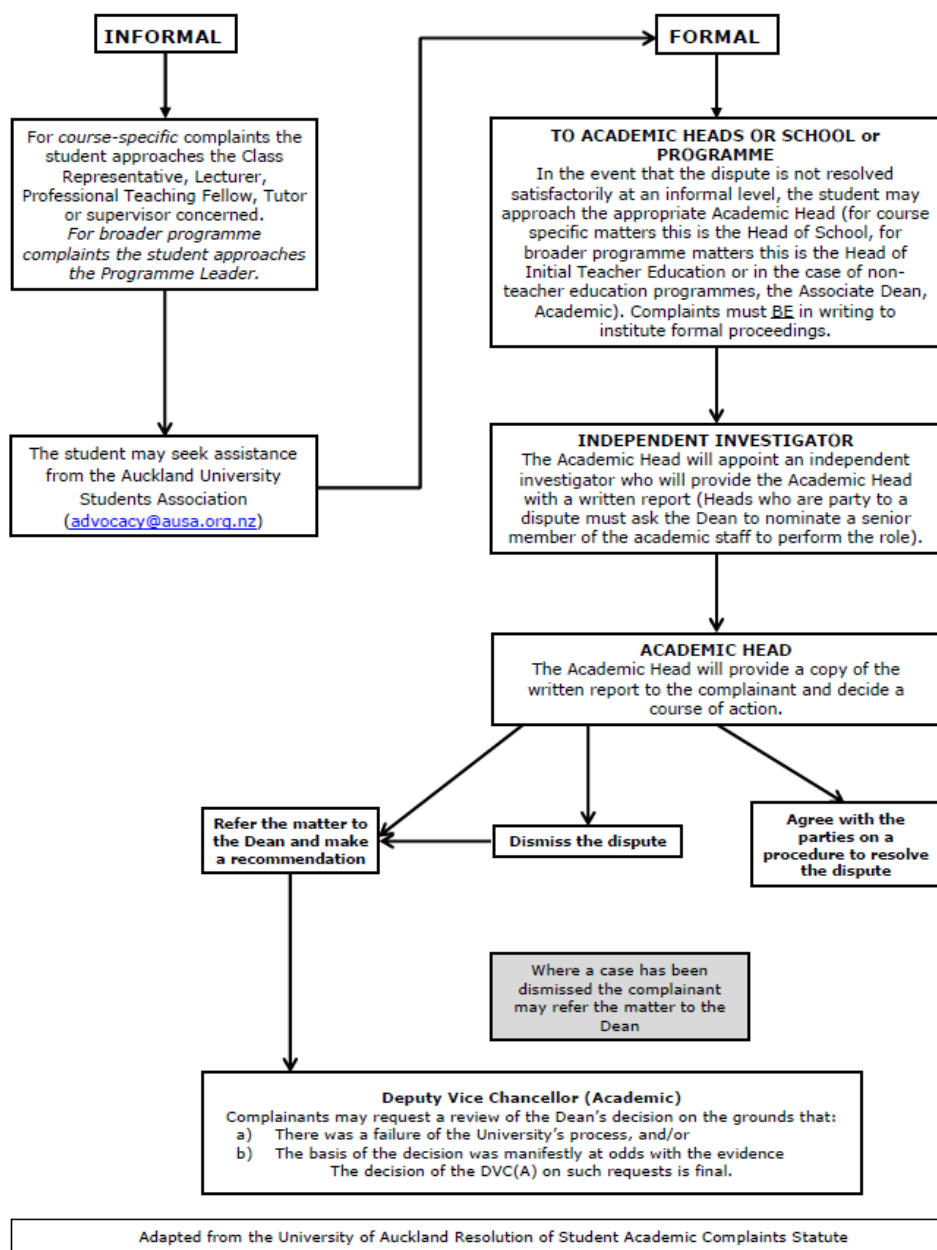 INFORMAL
For course-specific complaints the
student approaches the Class
Representative, Lecturer,
Professional Teaching Fellow, Tutor
or supervisor concerned.
For broader programme
complaints the student approaches
the Programme Leader.
The student may seek assistance
from the Auckland University
Students Association
(advocacy@ausa.org.nz)
FORMAL
TO ACADEMIC HEADS OR SCHOOL or
PROGRAMME
In the event that the dispute is not resolved
satisfactorily at an informal level, the student may
approach the appropriate Academic Head (for course
specific matters this is the Head of School, for
broader programme matters this is the Head of
Initial Teacher Education or in the case of non-
teacher education programmes, the Associate Dean,
Academic). Complaints must BE in writing to
institute formal proceedings.
INDEPENDENT INVESTIGATOR
The Academic Head will appoint an independent
investigator who will provide the Academic Head
with a written report (Heads who are party to a
dispute must ask the Dean to nominate a senior
member of the academic staff to perform the role).
ACADEMIC HEAD
The Academic Head will provide a copy of the
written report to the complainant and decide a
course of action.
Refer the matter to
the Dean and make
a recommendation
Dismiss the dispute
Agree with the
parties on a
procedure to resolve
the dispute
Where a case has been
dismissed the complainant
may refer the matter to the
Dean
Deputy Vice Chancellor (Academic)
Complainants may request a review of the Dean's decision on the grounds that:
a) There was a failure of the University's process, and/or
b) The basis of the decision was manifestly at odds with the evidence
The decision of the DVC(A) on such requests is final.
Adapted from the University of Auckland Resolution of Student Academic Complaints Statute